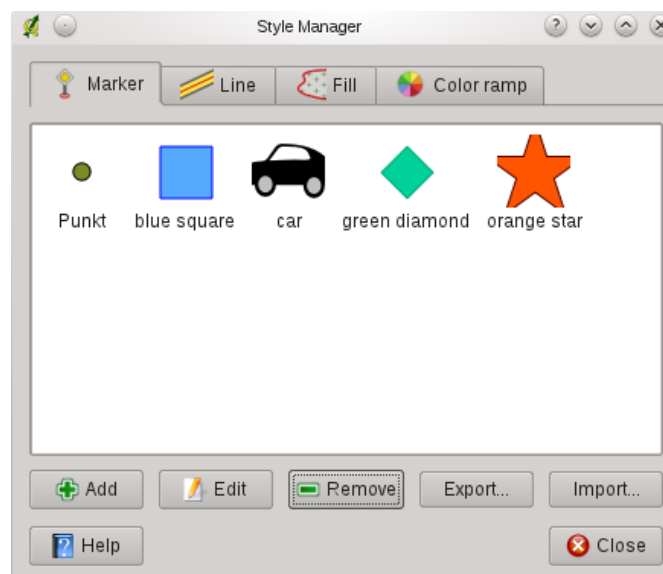 Style Manager
Marker Line Fill Color ramp
Punkt blue square car green diamond orange star
Add Edit Remove Export... Import...
Help Close